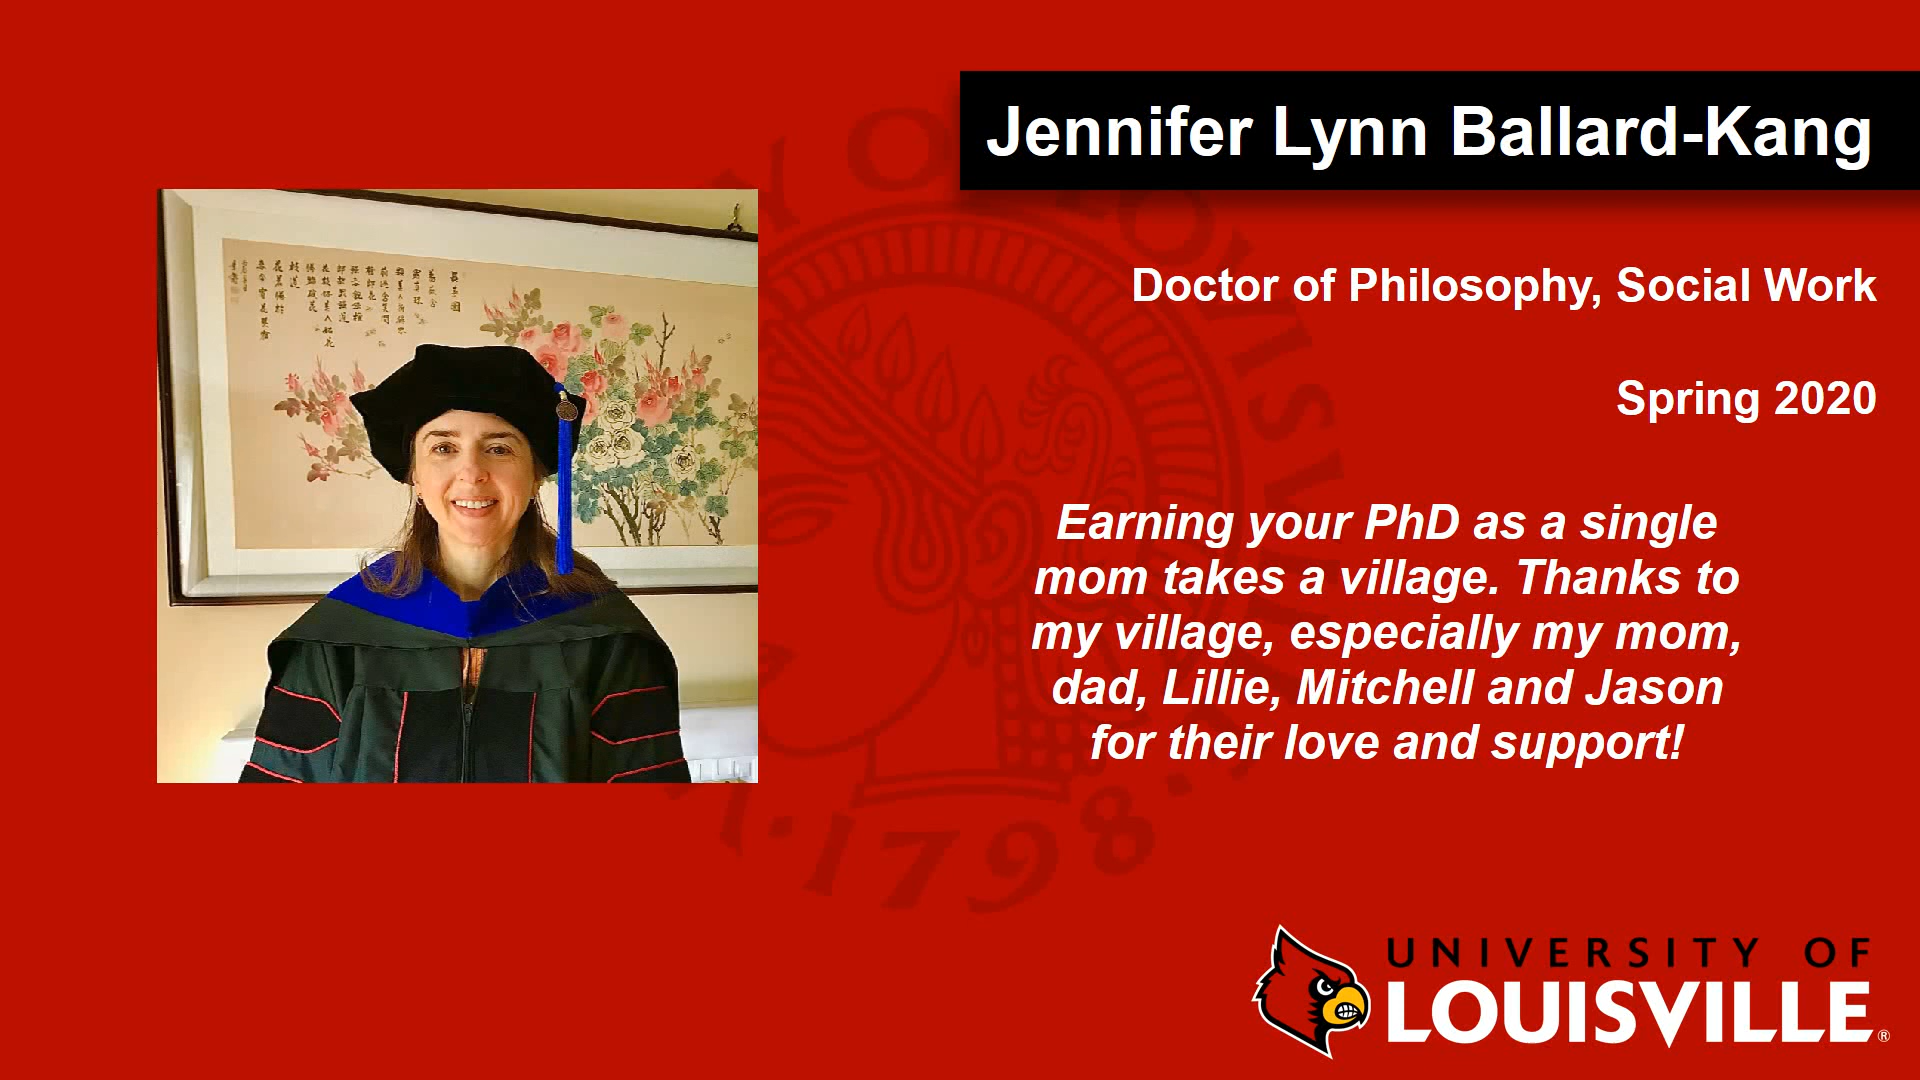 Jennifer Lynn Ballard-Kang
Doctor of Philosophy, Social Work
Spring 2020
Earning your PhD as a single
mom takes a village. Thanks to
my village, especially my mom,
dad, Lillie, Mitchell and Jason
for their love and support!
1798
UNIVERSITY OF
LOUISVILLE®